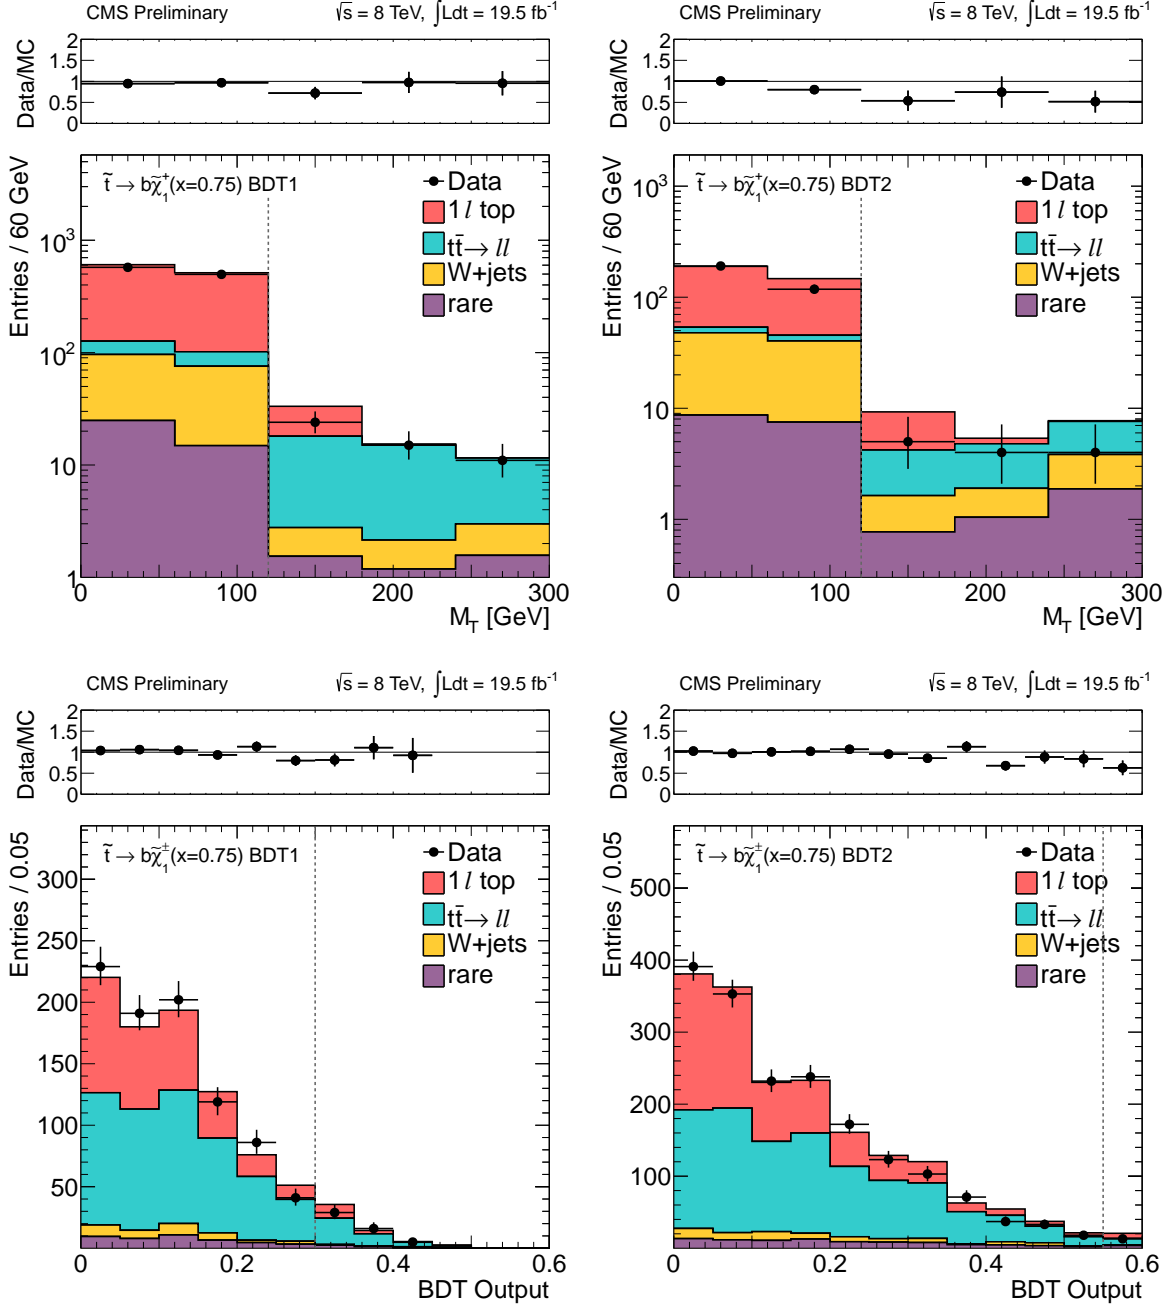 CMS Preliminary √s = 8 TeV, ∫Ldt = 19.5 fb⁻¹
Data/MC
2
1.5
1
0.5
0
Entries / 60 GeV
t̃ → bχ̃₁⁺(x=0.75) BDT1
Data
1 l top
tt̄ → ll
W+jets
rare
10³
10²
10
1
0 100 200 300
M_T [GeV]
CMS Preliminary √s = 8 TeV, ∫Ldt = 19.5 fb⁻¹
Data/MC
2
1.5
1
0.5
0
Entries / 60 GeV
t̃ → bχ̃₁⁺(x=0.75) BDT2
Data
1 l top
tt̄ → ll
W+jets
rare
10³
10²
10
1
0 100 200 300
M_T [GeV]
CMS Preliminary √s = 8 TeV, ∫Ldt = 19.5 fb⁻¹
Data/MC
2
1.5
1
0.5
0
Entries / 0.05
t̃ → bχ̃₁±(x=0.75) BDT1
Data
1 l top
tt̄ → ll
W+jets
rare
300
250
200
150
100
50
0 0.2 0.4 0.6
BDT Output
CMS Preliminary √s = 8 TeV, ∫Ldt = 19.5 fb⁻¹
Data/MC
2
1.5
1
0.5
0
Entries / 0.05
t̃ → bχ̃₁±(x=0.75) BDT2
Data
1 l top
tt̄ → ll
W+jets
rare
500
400
300
200
100
0 0.2 0.4 0.6
BDT Output